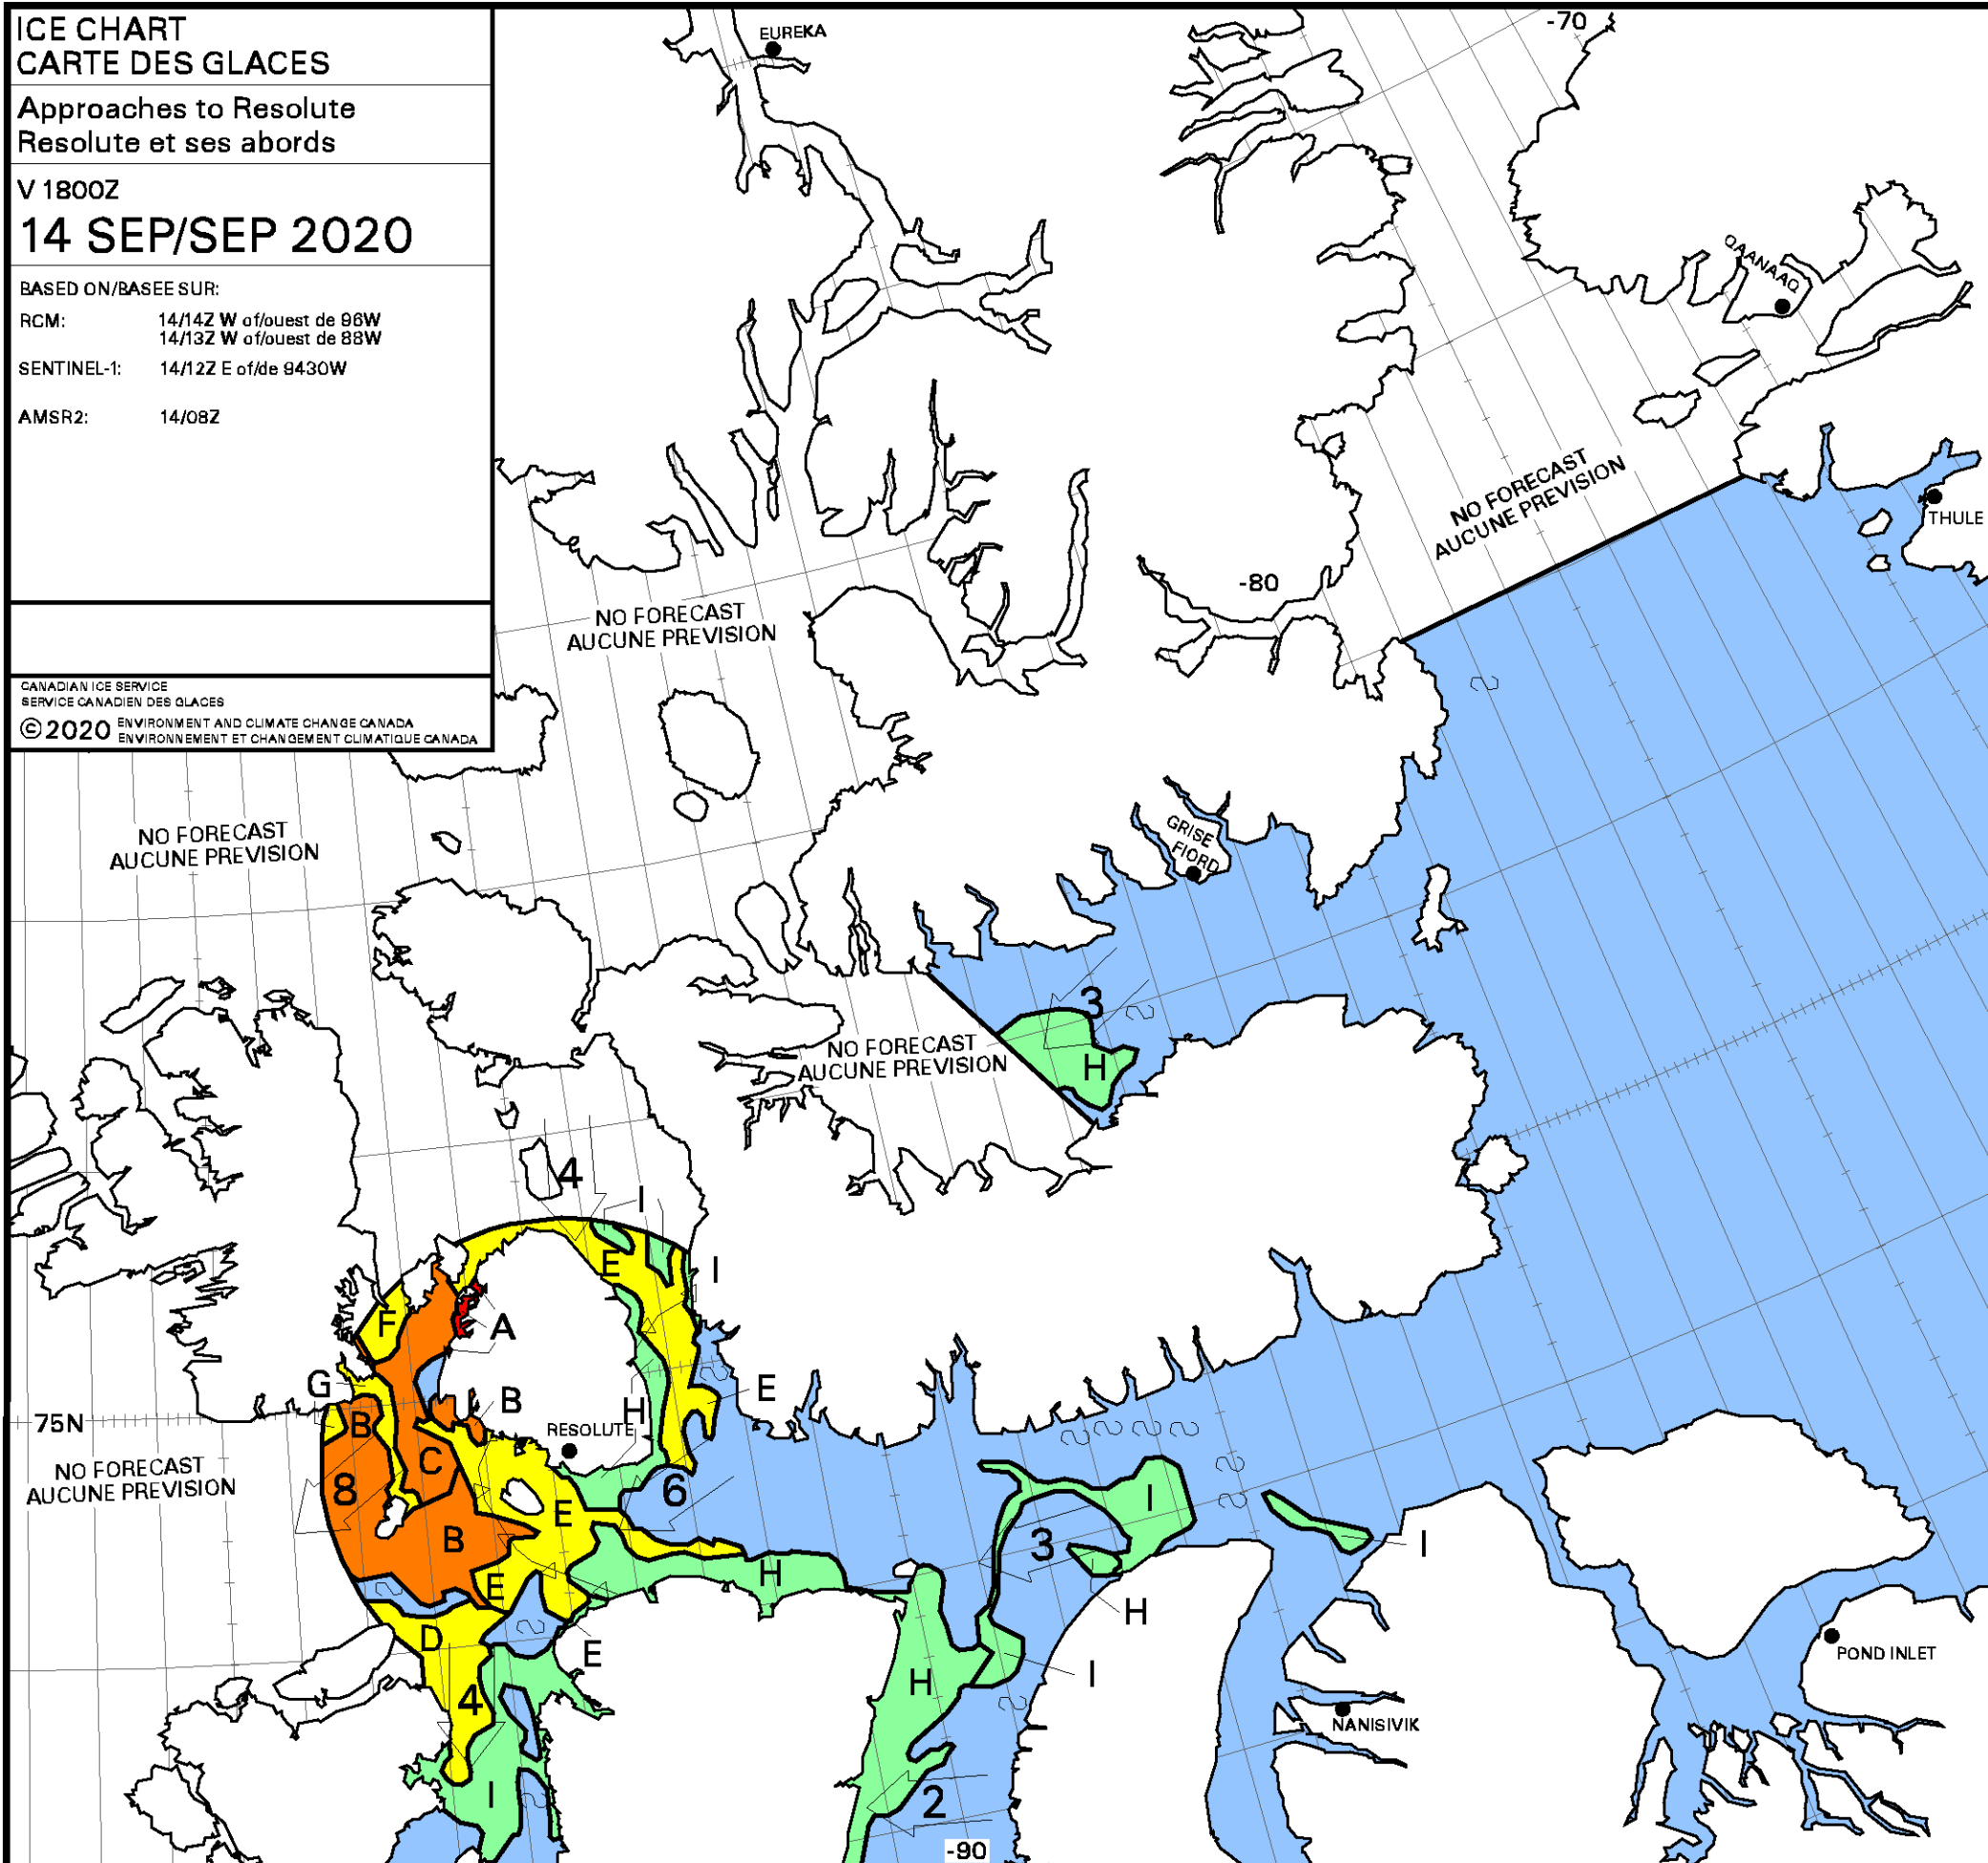 ICE CHART
CARTE DES GLACES
Approaches to Resolute
Resolute et ses abords
V 1800Z
14 SEP/SEP 2020
BASED ON/BASEE SUR:
RCM: 14/14Z W of/ouest de 96W
14/13Z W of/ouest de 88W
SENTINEL-1: 14/12Z E of/de 9430W
AMSR2: 14/08Z
CANADIAN ICE SERVICE
SERVICE CANADIEN DES GLACES
© 2020 ENVIRONMENT AND CLIMATE CHANGE CANADA
ENVIRONNEMENT ET CHANGEMENT CLIMATIQUE CANADA
EUREKA
-70
QAANAAQ
THULE
NO FORECAST
AUCUNE PREVISION
-80
NO FORECAST
AUCUNE PREVISION
NO FORECAST
AUCUNE PREVISION
GRISE
FIORD
3
H
NO FORECAST
AUCUNE PREVISION
4
I
E
I
F
A
G
B
B
E
H
RESOLUTE
75N
NO FORECAST
AUCUNE PREVISION
C
8
6
E
B
I
3
I
H
E
H
D
E
I
H
4
POND INLET
NANISIVIK
I
2
-90